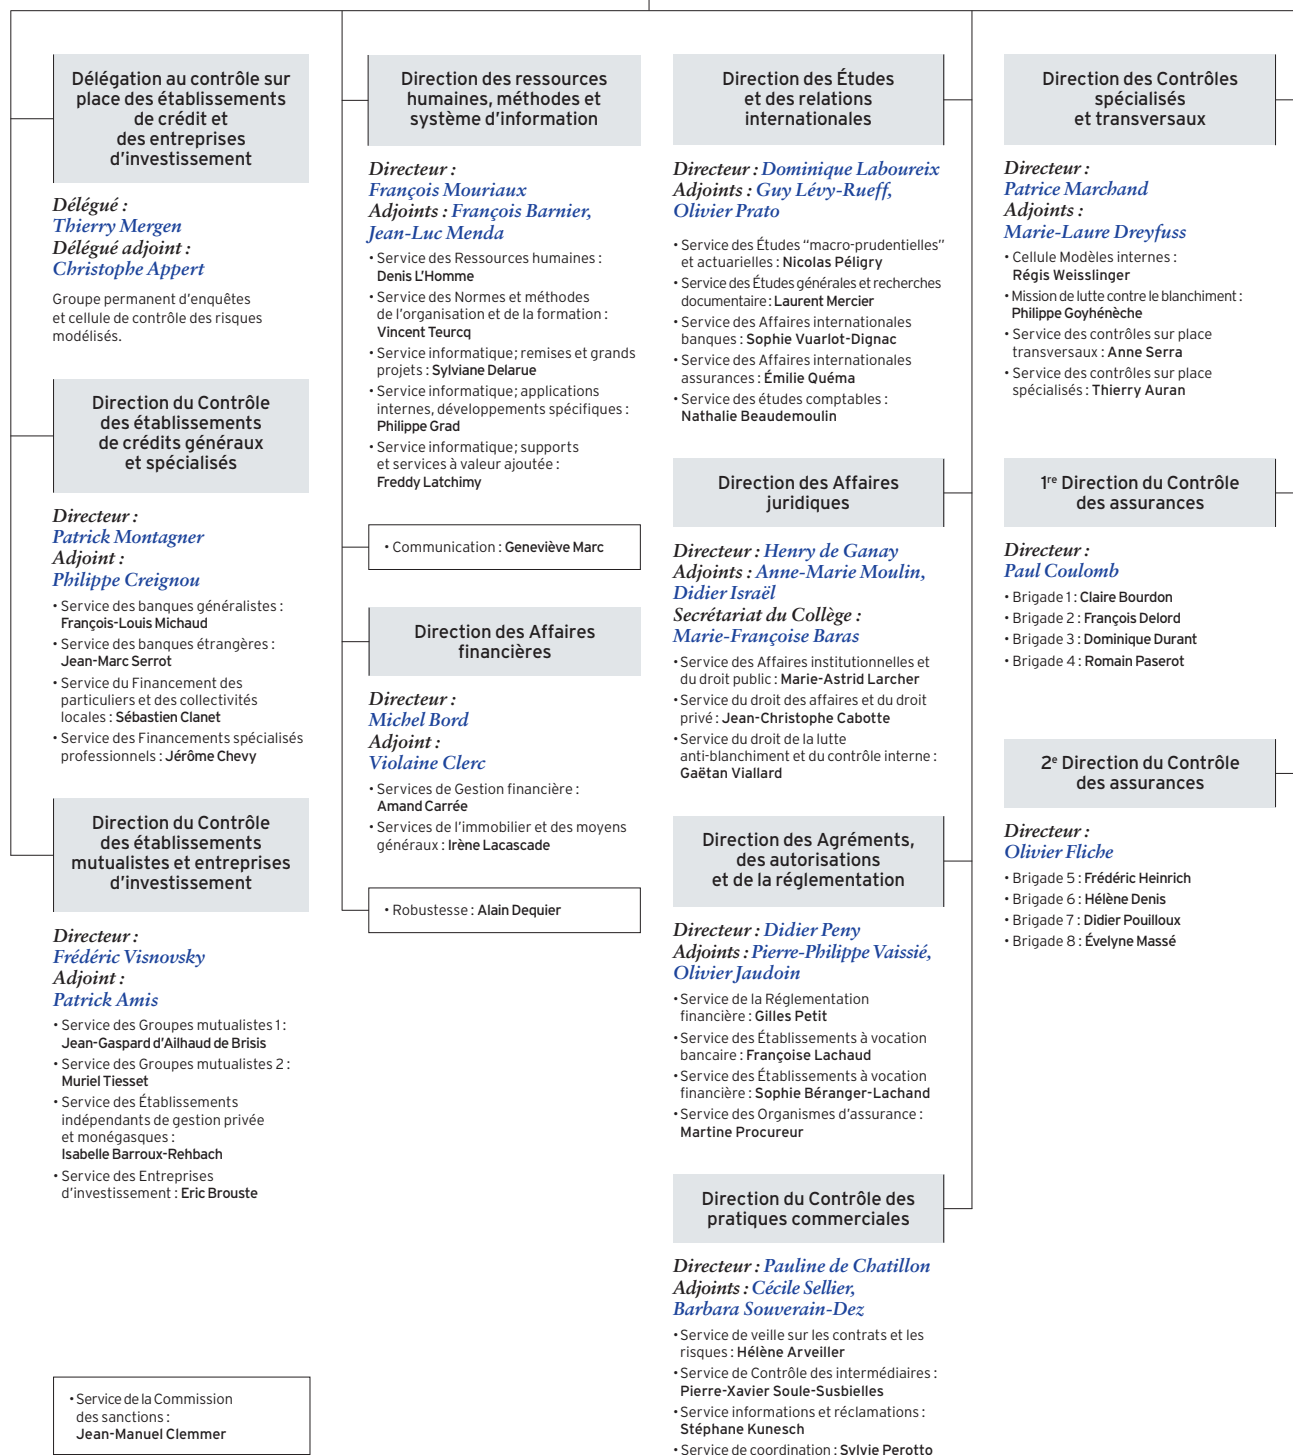 Délégation au contrôle sur
place des établissements
de crédit et
des entreprises
d'investissement
Délégué :
Thierry Mergen
Délégué adjoint :
Christophe Appert
Groupe permanent d'enquêtes
et cellule de contrôle des risques
modélisés.
Direction du Contrôle
des établissements
de crédits généraux
et spécialisés
Directeur :
Patrick Montagner
Adjoint :
Philippe Creignou
• Service des banques généralistes :
François-Louis Michaud
• Service des banques étrangères :
Jean-Marc Serrot
• Service du Financement des
particuliers et des collectivités
locales : Sébastien Clanet
• Service des Financements spécialisés
professionnels : Jérôme Chevy
Direction du Contrôle
des établissements
mutualistes et entreprises
d'investissement
Directeur :
Frédéric Visnovsky
Adjoint :
Patrick Amis
• Service des Groupes mutualistes 1 :
Jean-Gaspard d'Ailhaud de Brisis
• Service des Groupes mutualistes 2 :
Muriel Tiesset
• Service des Établissements
indépendants de gestion privée
et monégasques :
Isabelle Barroux-Rehbach
• Service des Entreprises
d'investissement : Eric Brouste
• Service de la Commission
des sanctions :
Jean-Manuel Clemmer
Direction des ressources
humaines, méthodes et
système d'information
Directeur :
François Mouriaux
Adjoints : François Barnier,
Jean-Luc Menda
• Service des Ressources humaines :
Denis L'Homme
• Service des Normes et méthodes
de l'organisation et de la formation :
Vincent Teurcq
• Service informatique; remises et grands
projets : Sylviane Delarue
• Service informatique; applications
internes, développements spécifiques :
Philippe Grad
• Service informatique; supports
et services à valeur ajoutée :
Freddy Latchimy
• Communication : Geneviève Marc
Direction des Affaires
financières
Directeur :
Michel Bord
Adjoint :
Violaine Clerc
• Services de Gestion financière :
Amand Carrée
• Services de l'immobilier et des moyens
généraux : Irène Lacascade
• Robustesse : Alain Dequier
Direction des Études
et des relations
internationales
Directeur : Dominique Laboureix
Adjoints : Guy Lévy-Rueff,
Olivier Prato
• Service des Études "macro-prudentielles"
et actuarielles : Nicolas Péligry
• Service des Études générales et recherches
documentaire : Laurent Mercier
• Service des Affaires internationales
banques : Sophie Vuarlot-Dignac
• Service des Affaires internationales
assurances : Émilie Quéma
• Service des études comptables :
Nathalie Beaudemoulin
Direction des Affaires
juridiques
Directeur : Henry de Ganay
Adjoints : Anne-Marie Moulin,
Didier Israël
Secrétariat du Collège :
Marie-Françoise Baras
• Service des Affaires institutionnelles et
du droit public : Marie-Astrid Larcher
• Service du droit des affaires et du droit
privé : Jean-Christophe Cabotte
• Service du droit de la lutte
anti-blanchiment et du contrôle interne :
Gaëtan Viallard
Direction des Agréments,
des autorisations
et de la réglementation
Directeur : Didier Peny
Adjoints : Pierre-Philippe Vaissié,
Olivier Jaudoin
• Service de la Réglementation
financière : Gilles Petit
• Service des Établissements à vocation
bancaire : Françoise Lachaud
• Service des Établissements à vocation
financière : Sophie Béranger-Lachand
• Service des Organismes d'assurance :
Martine Procureur
Direction du Contrôle des
pratiques commerciales
Directeur : Pauline de Chatillon
Adjoints : Cécile Sellier,
Barbara Souverain-Dez
• Service de veille sur les contrats et les
risques : Hélène Arveiller
• Service de Contrôle des intermédiaires :
Pierre-Xavier Soule-Susbielles
• Service informations et réclamations :
Stéphane Kunesch
• Service de coordination : Sylvie Perotto
Direction des Contrôles
spécialisés
et transversaux
Directeur :
Patrice Marchand
Adjoints :
Marie-Laure Dreyfuss
• Cellule Modèles internes :
Régis Weisslinger
• Mission de lutte contre le blanchiment :
Philippe Goyhénèche
• Service des contrôles sur place
transversaux : Anne Serra
• Service des contrôles sur place
spécialisés : Thierry Auran
1re Direction du Contrôle
des assurances
Directeur :
Paul Coulomb
• Brigade 1 : Claire Bourdon
• Brigade 2 : François Delord
• Brigade 3 : Dominique Durant
• Brigade 4 : Romain Paserot
2e Direction du Contrôle
des assurances
Directeur :
Olivier Fliche
• Brigade 5 : Frédéric Heinrich
• Brigade 6 : Hélène Denis
• Brigade 7 : Didier Pouilloux
• Brigade 8 : Évelyne Massé